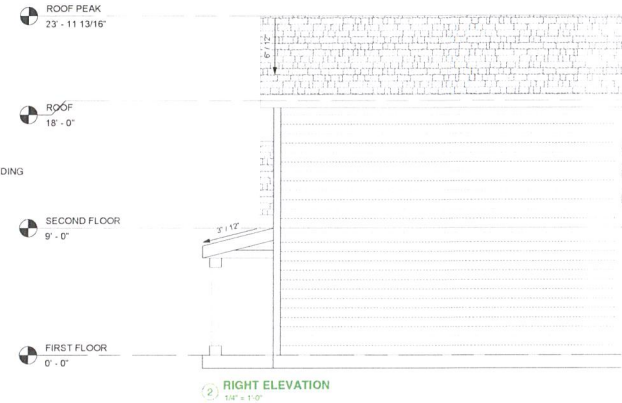 ROOF PEAK
23' - 11 13/16"
6" / 12"
ROOF
18' - 0"
DING
SECOND FLOOR
9' - 0"
3" / 12"
FIRST FLOOR
0' - 0"
2 RIGHT ELEVATION
1/4" = 1'-0"